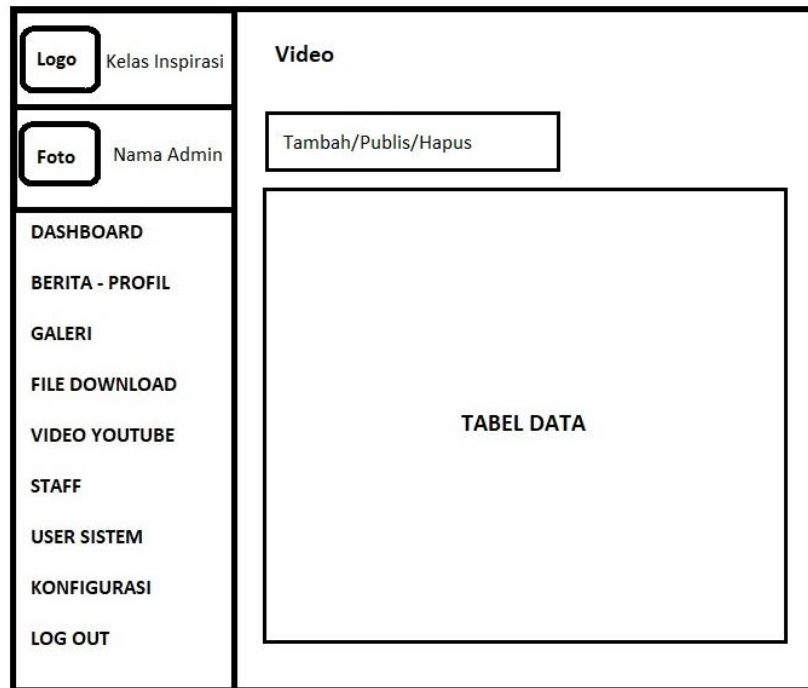 Logo
Kelas Inspirasi
Foto
Nama Admin
DASHBOARD
BERITA - PROFIL
GALERI
FILE DOWNLOAD
VIDEO YOUTUBE
STAFF
USER SISTEM
KONFIGURASI
LOG OUT
Video
Tambah/Publis/Hapus
TABEL DATA